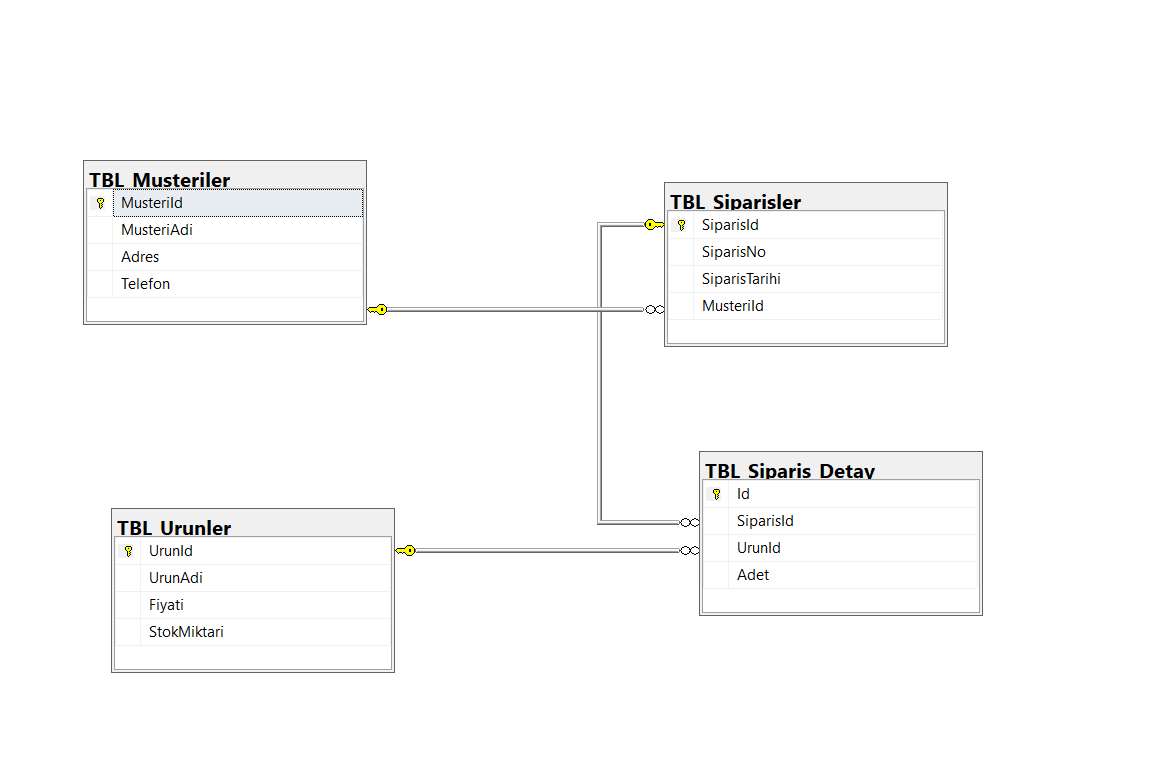 TBL_Musteriler
MusteriId
MusteriAdi
Adres
Telefon
TBL_Siparisler
SiparisId
SiparisNo
SiparisTarihi
MusteriId
TBL_Urunler
UrunId
UrunAdi
Fiyati
StokMiktari
TBL_Siparis_Detay
Id
SiparisId
UrunId
Adet